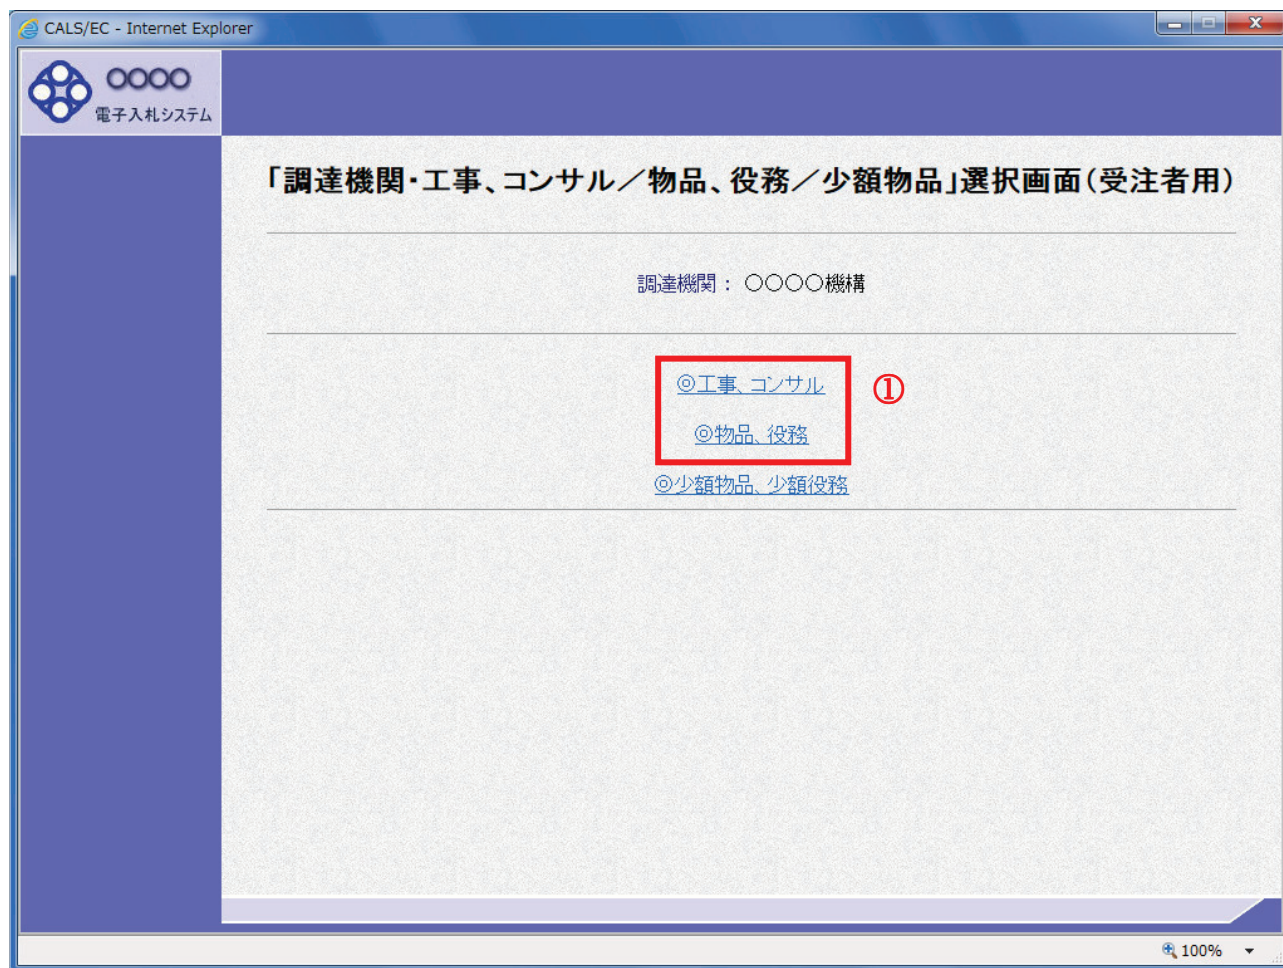 CALS/EC - Internet Explorer
○○○○
電子入札システム
「調達機関・工事、コンサル／物品、役務／少額物品」選択画面(受注者用)
調達機関： ○○○○機構
◎工事、コンサル
①
◎物品、役務
◎少額物品、少額役務
100%